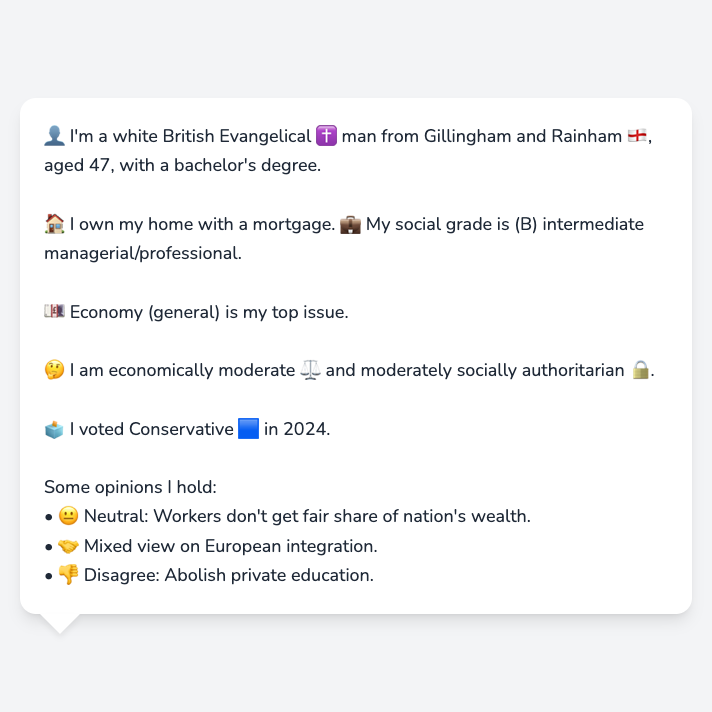 👤 I'm a white British Evangelical ✝️ man from Gillingham and Rainham 🏴󠁧󠁢󠁥󠁮󠁧󠁿,
aged 47, with a bachelor's degree.
🏠 I own my home with a mortgage. 💼 My social grade is (B) intermediate
managerial/professional.
💷 Economy (general) is my top issue.
🤔 I am economically moderate ⚖️ and moderately socially authoritarian 🔒.
🗳️ I voted Conservative 🟦 in 2024.
Some opinions I hold:
• 😐 Neutral: Workers don't get fair share of nation's wealth.
• 🤝 Mixed view on European integration.
• 👎 Disagree: Abolish private education.